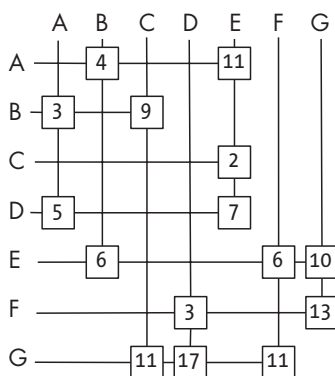 A B C D E F G
A 4 11
B 3 9
C 2
D 5 7
E 6 6 10
F 3 13
G 11 17 11